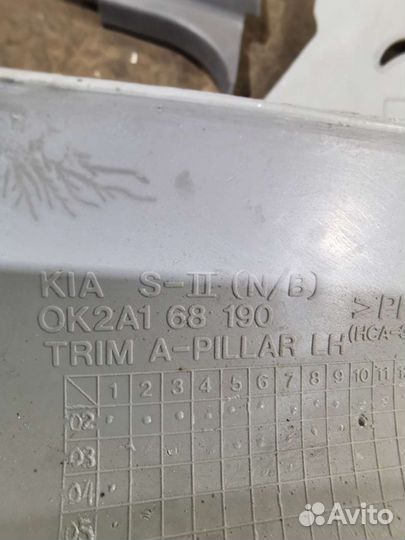 KIA S-II (N/B)
OK2A1 68 190
TRIM A-PILLAR LH
1 2 3 4 5 6 7 8 9 10 11
02
03
04
05
Avito